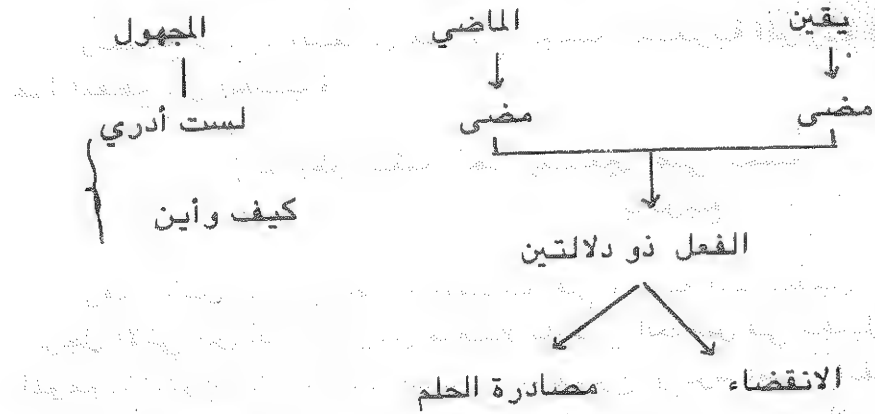 يقين الماضي المجهول
مضى مضى لست أدري
كيف وأين
الفعل ذو دلالتين
الانقضاء مصادرة الحلم